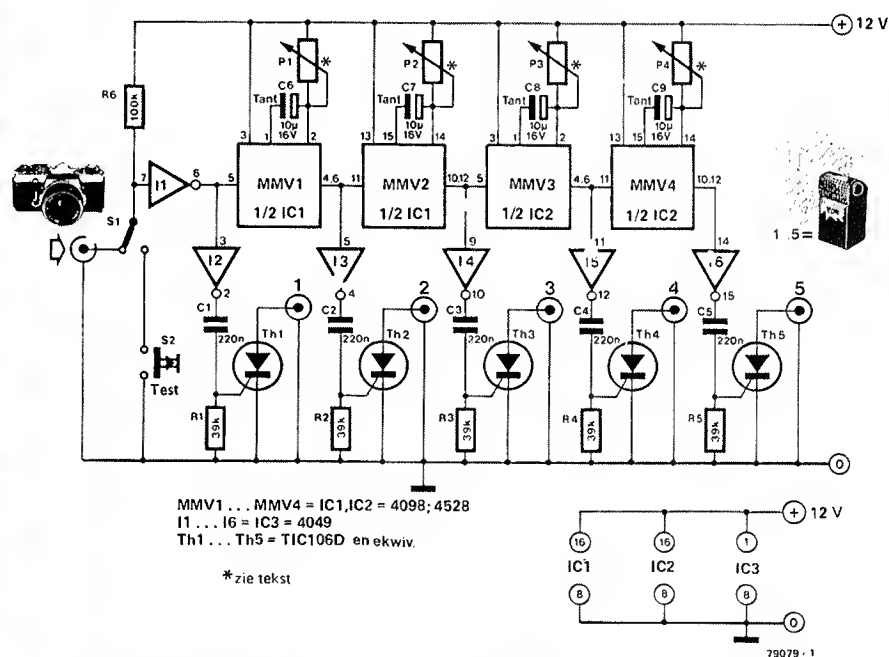 + 12 V
R6 100k
P1 *
P2 *
P3 *
P4 *
C6
C7
C8
C9
Tant 10µ 16V
Tant 10µ 16V
Tant 10µ 16V
Tant 10µ 16V
3 1 2
13 15 14
3 1 2
13 15 14
7 I1 6
5 MMV1 4,6
11 MMV2 10,12
5 MMV3 4,6
11 MMV4 10,12
1/2 IC1
1/2 IC1
1/2 IC2
1/2 IC2
S1
1 .5=
3 I2 2
5 I3 4
9 I4 10
11 I5 12
14 I6 15
1
2
3
4
5
C1 220n
C2 220n
C3 220n
C4 220n
C5 220n
Th1
Th2
Th3
Th4
Th5
S2
Test
R1 39k
R2 39k
R3 39k
R4 39k
R5 39k
0
MMV1 . . . MMV4 = IC1,IC2 = 4098; 4528
I1 . . . I6 = IC3 = 4049
Th1 . . . Th5 = TIC106D en ekwiv.
*zie tekst
+ 12 V
16 16 1
IC1 IC2 IC3
8 8 8
0
79079 - 1